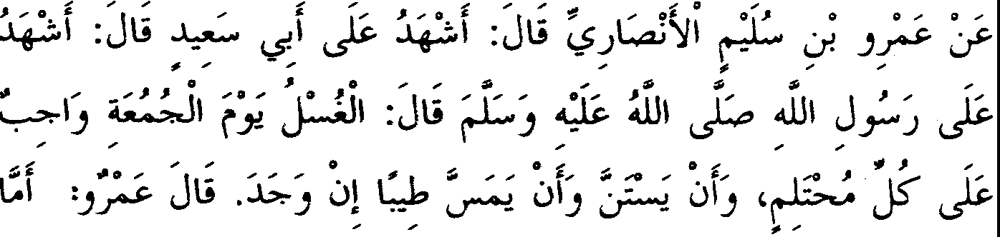 عَنْ عَمْرِو بْنِ سُلَيْمٍ الْأَنْصَارِيِّ قَالَ: أَشْهَدُ عَلَى أَبِي سَعِيدٍ قَالَ: أَشْهَدُ
عَلَى رَسُولِ اللَّهِ صَلَّى اللَّهُ عَلَيْهِ وَسَلَّمَ قَالَ: الْغُسْلُ يَوْمَ الْجُمُعَةِ وَاجِبٌ
عَلَى كُلِّ مُحْتَلِمٍ، وَأَنْ يَسْتَنَّ وَأَنْ يَمَسَّ طِيبًا إِنْ وَجَدَ. قَالَ عَمْرٌو: أَمَّا